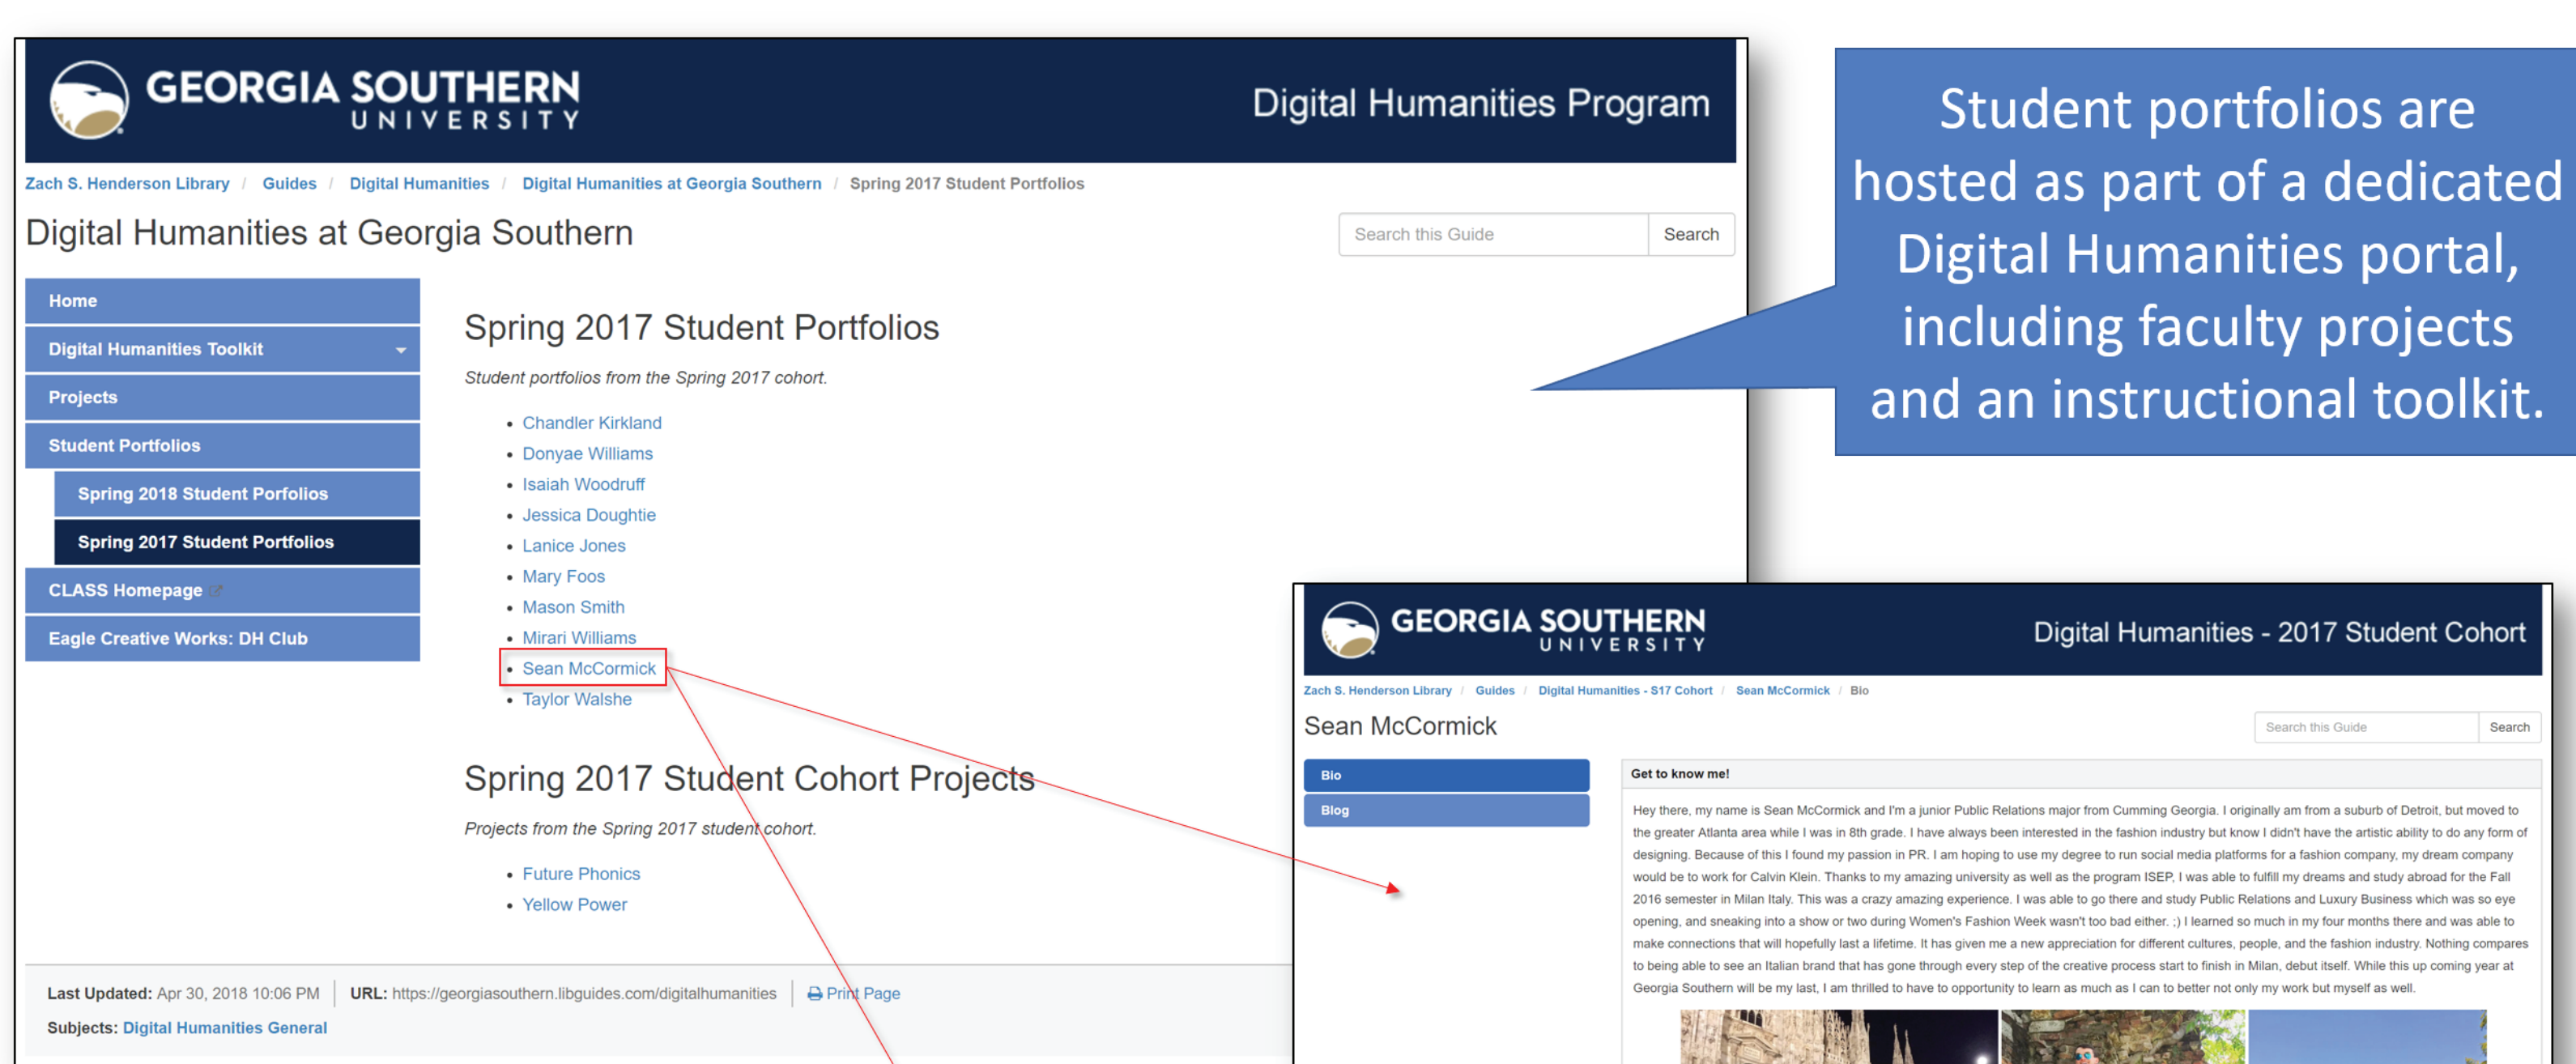 GEORGIA SOUTHERN
UNIVERSITY
Digital Humanities Program
Zach S. Henderson Library / Guides / Digital Humanities / Digital Humanities at Georgia Southern / Spring 2017 Student Portfolios
Digital Humanities at Georgia Southern
Search this Guide
Search
Home
Digital Humanities Toolkit
Projects
Student Portfolios
Spring 2018 Student Porfolios
Spring 2017 Student Portfolios
CLASS Homepage
Eagle Creative Works: DH Club
Spring 2017 Student Portfolios
Student portfolios from the Spring 2017 cohort.
• Chandler Kirkland
• Donyae Williams
• Isaiah Woodruff
• Jessica Doughtie
• Lanice Jones
• Mary Foos
• Mason Smith
• Mirari Williams
• Sean McCormick
• Taylor Walshe
Spring 2017 Student Cohort Projects
Projects from the Spring 2017 student cohort.
• Future Phonics
• Yellow Power
Last Updated: Apr 30, 2018 10:06 PM
URL: https://georgiasouthern.libguides.com/digitalhumanities
Print Page
Subjects: Digital Humanities General
Student portfolios are
hosted as part of a dedicated
Digital Humanities portal,
including faculty projects
and an instructional toolkit.
GEORGIA SOUTHERN
UNIVERSITY
Digital Humanities - 2017 Student Cohort
Zach S. Henderson Library / Guides / Digital Humanities - S17 Cohort / Sean McCormick / Bio
Sean McCormick
Search this Guide
Search
Bio
Blog
Get to know me!
Hey there, my name is Sean McCormick and I'm a junior Public Relations major from Cumming Georgia. I originally am from a suburb of Detroit, but moved to
the greater Atlanta area while I was in 8th grade. I have always been interested in the fashion industry but know I didn't have the artistic ability to do any form of
designing. Because of this I found my passion in PR. I am hoping to use my degree to run social media platforms for a fashion company, my dream company
would be to work for Calvin Klein. Thanks to my amazing university as well as the program ISEP, I was able to fulfill my dreams and study abroad for the Fall
2016 semester in Milan Italy. This was a crazy amazing experience. I was able to go there and study Public Relations and Luxury Business which was so eye
opening, and sneaking into a show or two during Women's Fashion Week wasn't too bad either. ;) I learned so much in my four months there and was able to
make connections that will hopefully last a lifetime. It has given me a new appreciation for different cultures, people, and the fashion industry. Nothing compares
to being able to see an Italian brand that has gone through every step of the creative process start to finish in Milan, debut itself. While this up coming year at
Georgia Southern will be my last, I am thrilled to have to opportunity to learn as much as I can to better not only my work but myself as well.